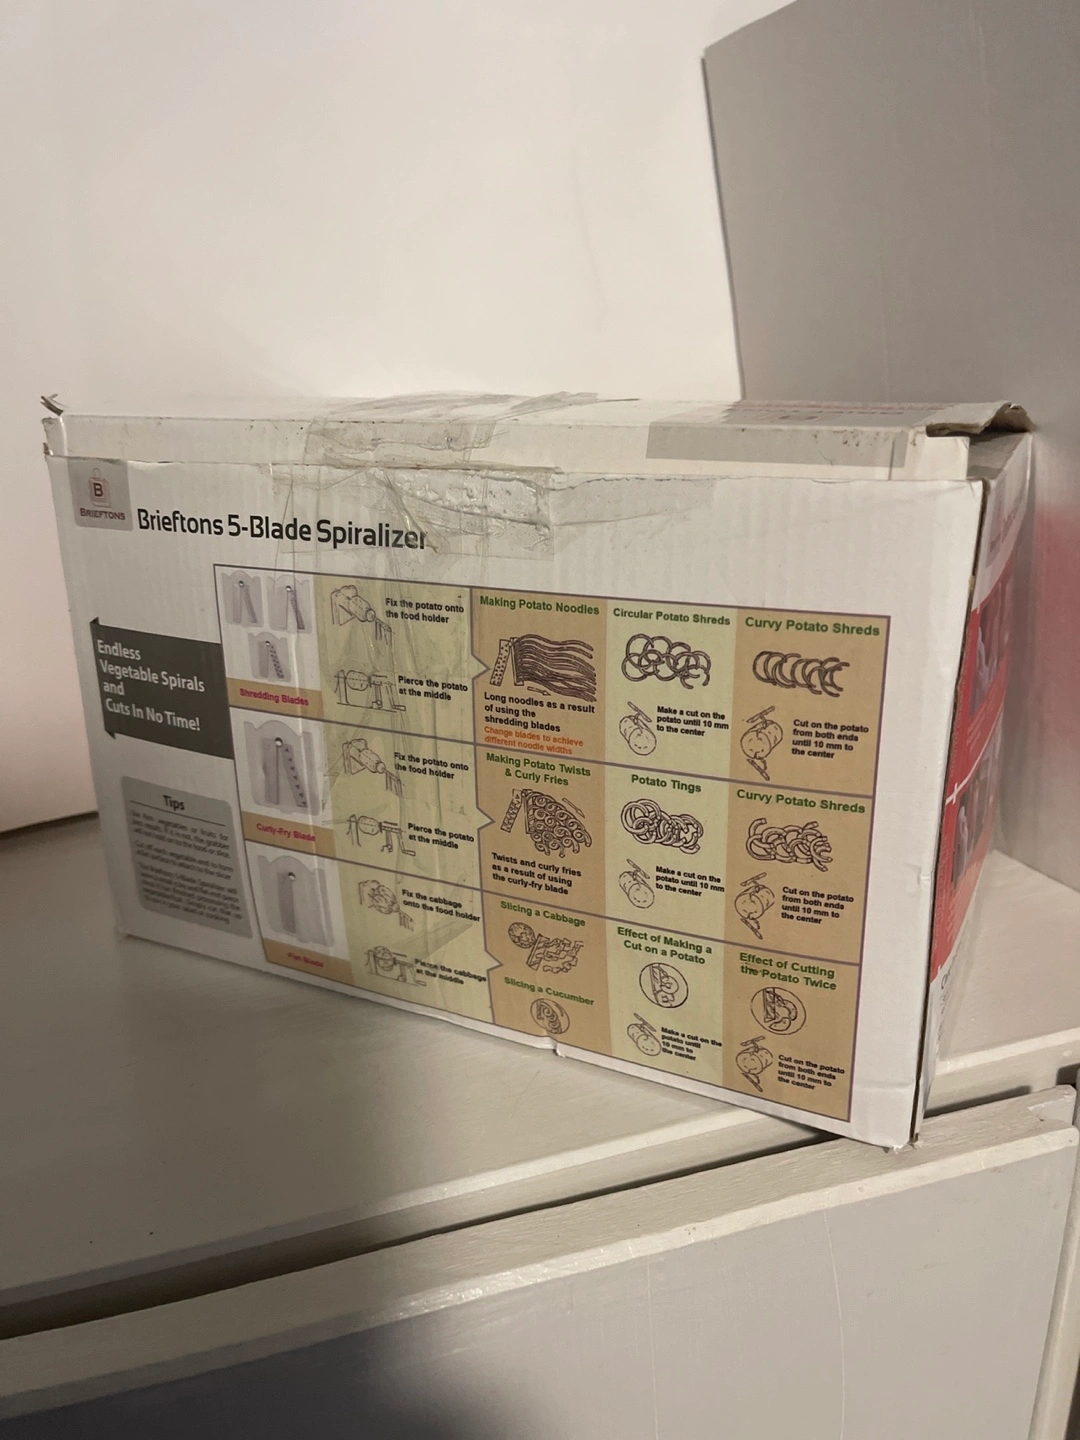 B
BRIEFTONS
Brieftons 5-Blade Spiralizer
Endless
Vegetable Spirals
and
Cuts In No Time!
Tips
Shredding Blades
Fix the potato onto
the food holder
Pierce the potato
at the middle
Making Potato Noodles
Long noodles as a result
of using the
shredding blades
Change blades to achieve
different noodle widths
Circular Potato Shreds
Make a cut on the
potato until 10 mm
to the center
Curvy Potato Shreds
Cut on the potato
from both ends
until 10 mm to
the center
Curly-Fry Blade
Fix the potato onto
the food holder
Pierce the potato
at the middle
Making Potato Twists
& Curly Fries
Twists and curly fries
as a result of using
the curly-fry blade
Potato Tings
Make a cut on the
potato until 10 mm
to the center
Curvy Potato Shreds
Cut on the potato
from both ends
until 10 mm to
the center
Flat Blade
Fix the cabbage
onto the food holder
Pierce the cabbage
at the middle
Slicing a Cabbage
Slicing a Cucumber
Effect of Making a
Cut on a Potato
Make a cut on the
potato until
10 mm to
the center
Effect of Cutting
the Potato Twice
Cut on the potato
from both ends
until 10 mm to
the center